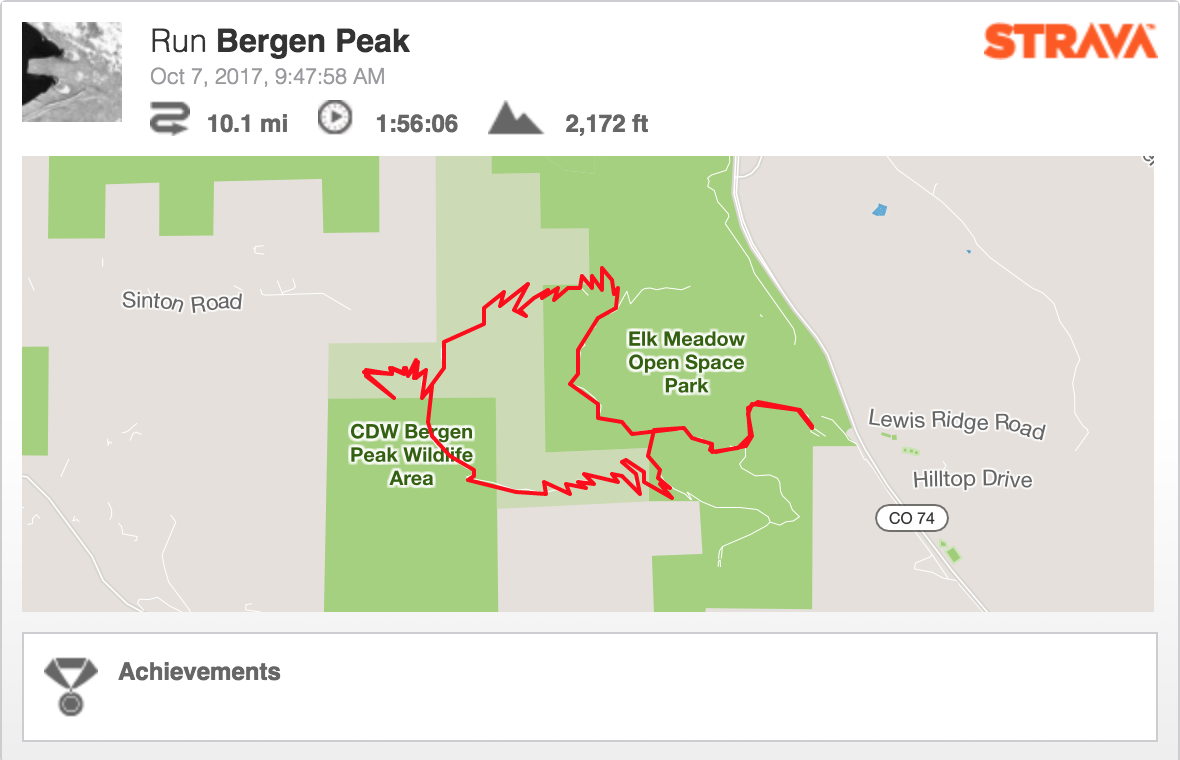 Run Bergen Peak
STRAVA
Oct 7, 2017, 9:47:58 AM
10.1 mi 1:56:06 2,172 ft
Sinton Road
Elk Meadow
Open Space
Park
Lewis Ridge Road
CDW Bergen
Peak Wildlife
Area
Hilltop Drive
CO 74
Achievements